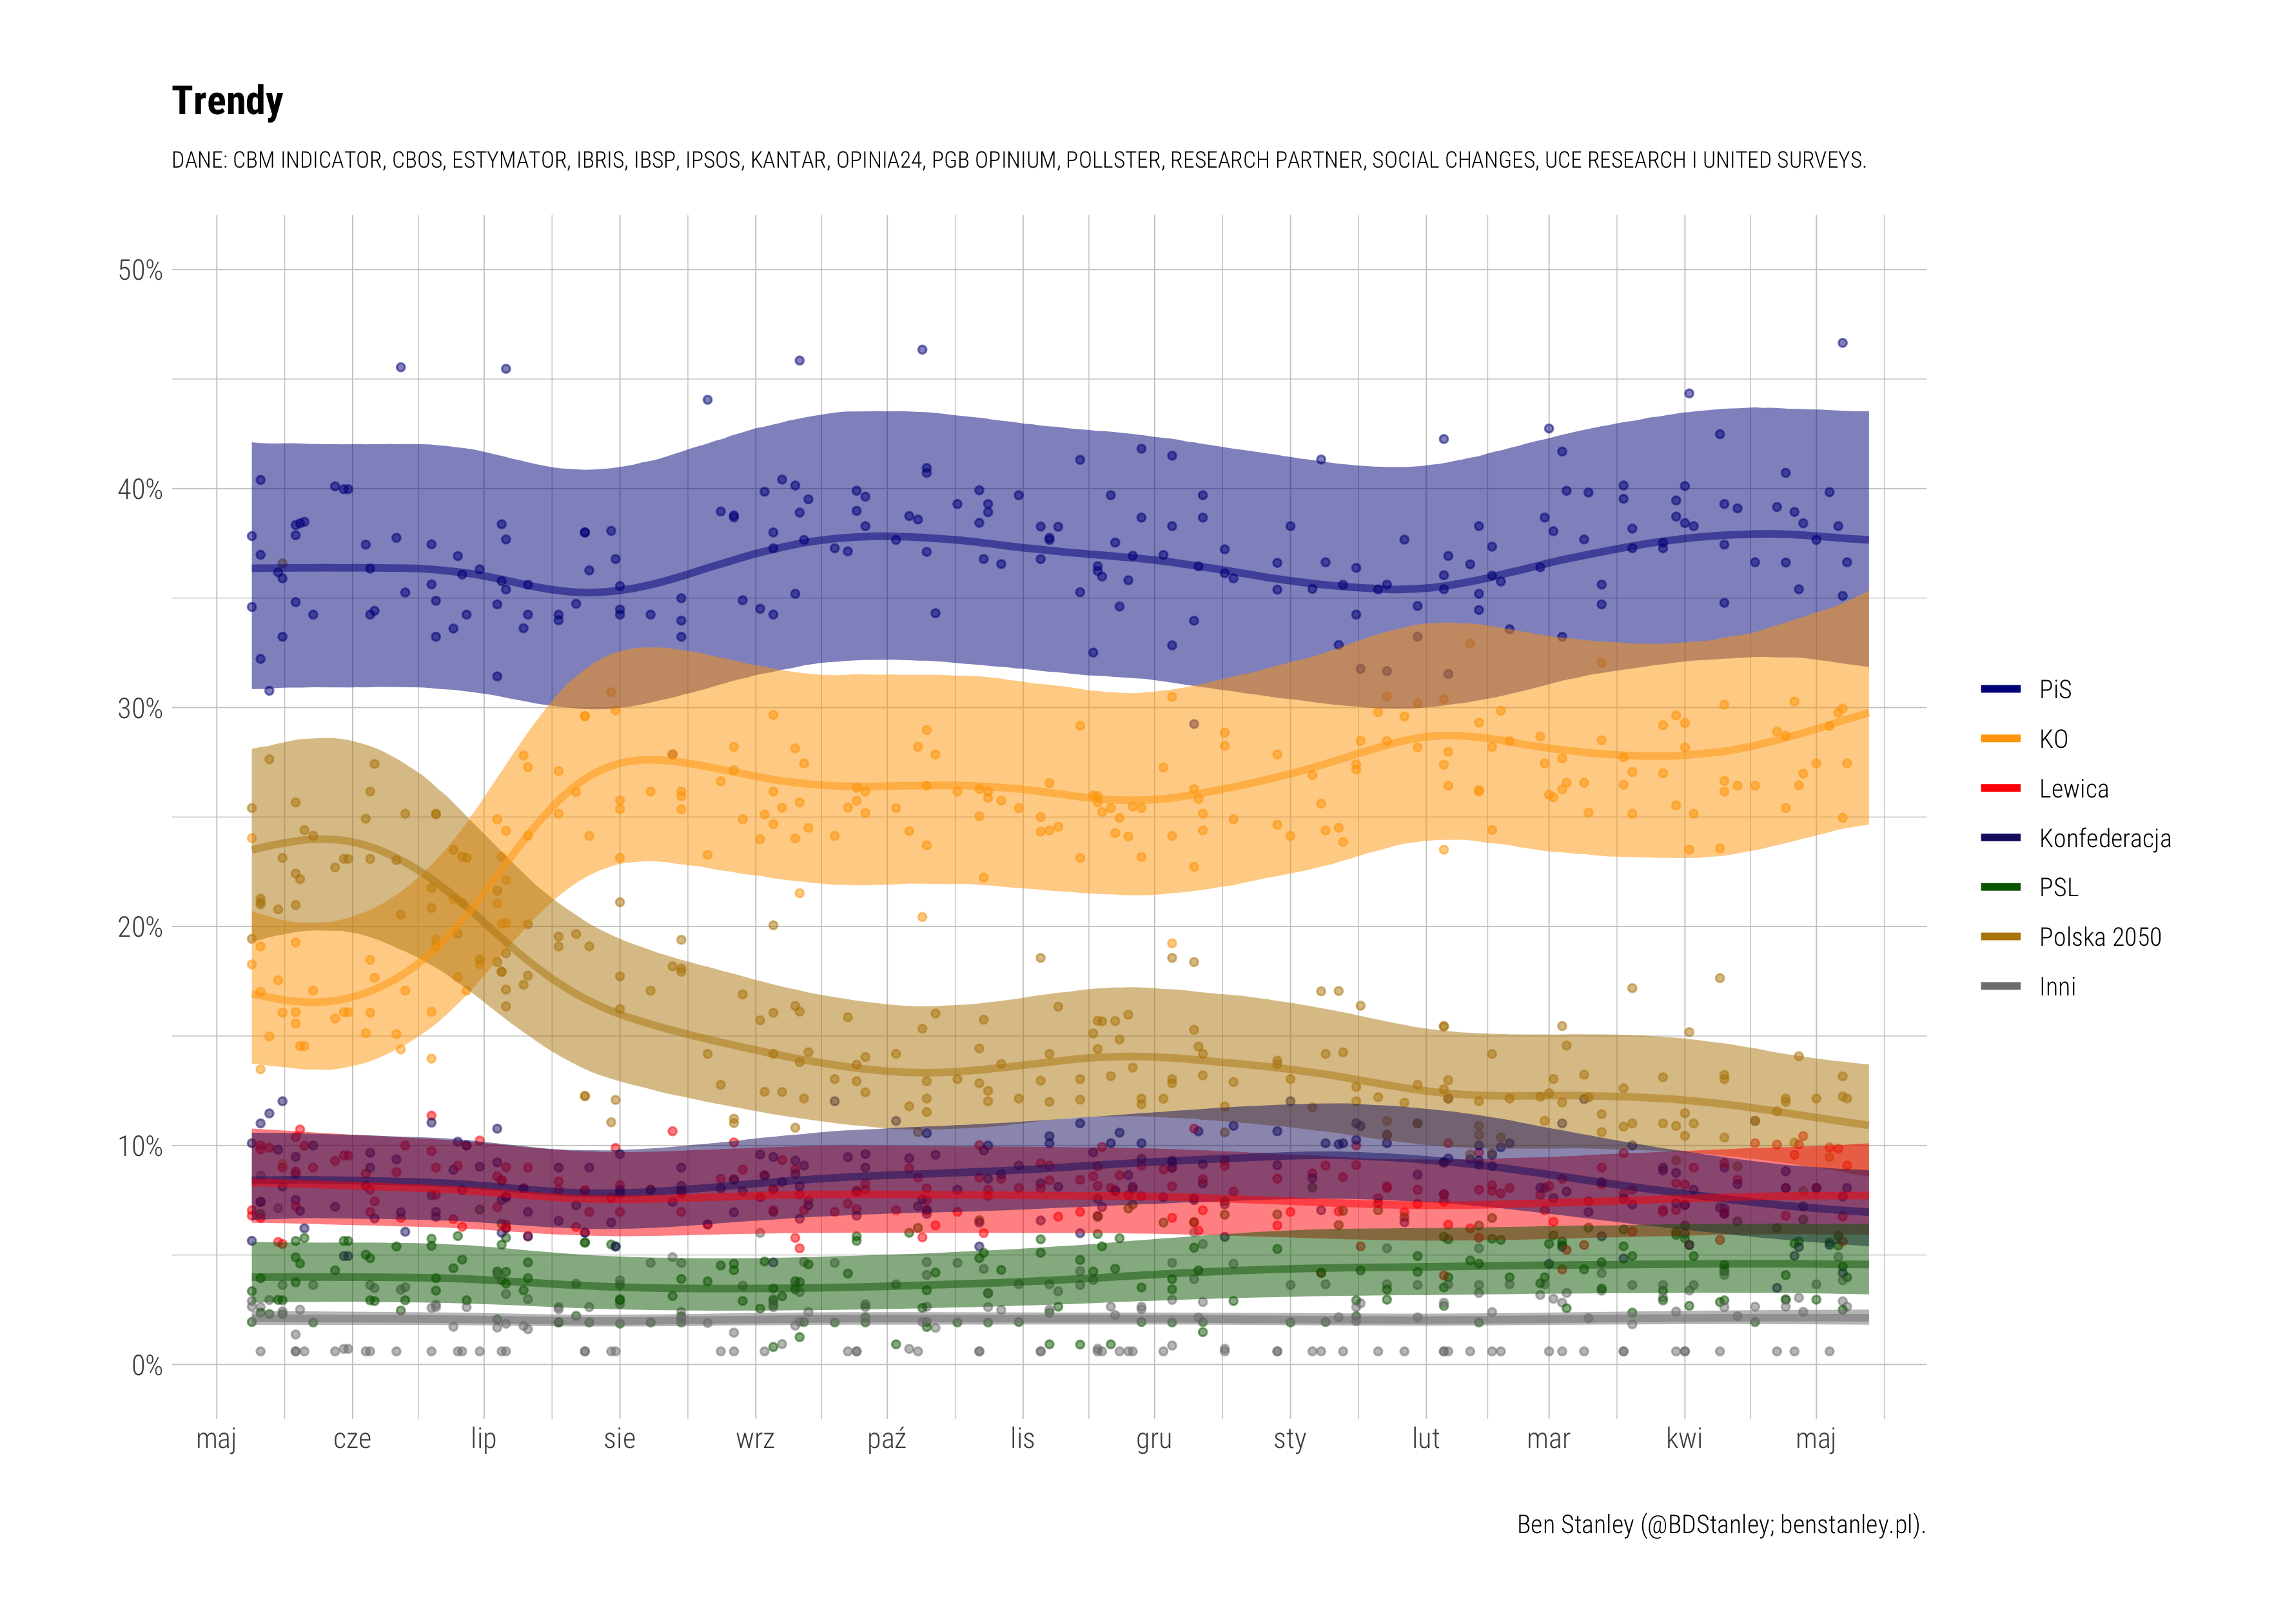 Trendy
DANE: CBM INDICATOR, CBOS, ESTYMATOR, IBRIS, IBSP, IPSOS, KANTAR, OPINIA24, PGB OPINIUM, POLLSTER, RESEARCH PARTNER, SOCIAL CHANGES, UCE RESEARCH I UNITED SURVEYS.
50%
40%
30%
20%
10%
0%
maj cze lip sie wrz paź lis gru sty lut mar kwi maj
PiS
KO
Lewica
Konfederacja
PSL
Polska 2050
Inni
Ben Stanley (@BDStanley; benstanley.pl).